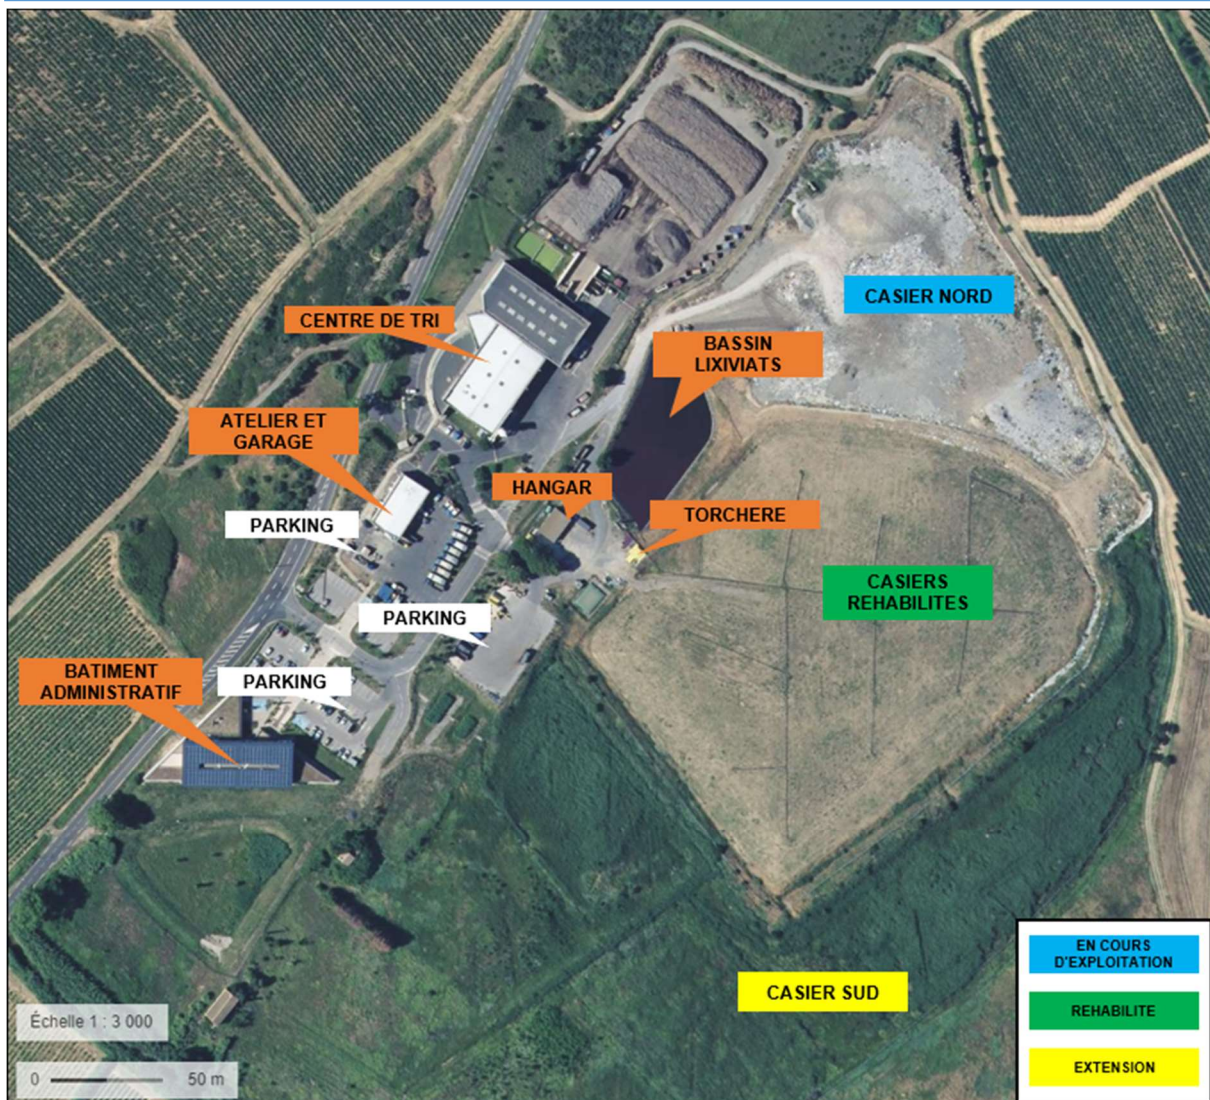 CASIER NORD
CENTRE DE TRI
BASSIN
LIXIVIATS
ATELIER ET
GARAGE
HANGAR
TORCHERE
PARKING
CASIERS
REHABILITES
PARKING
BATIMENT
ADMINISTRATIF
PARKING
CASIER SUD
EN COURS
D'EXPLOITATION
REHABILITE
EXTENSION
Échelle 1 : 3 000
0 50 m